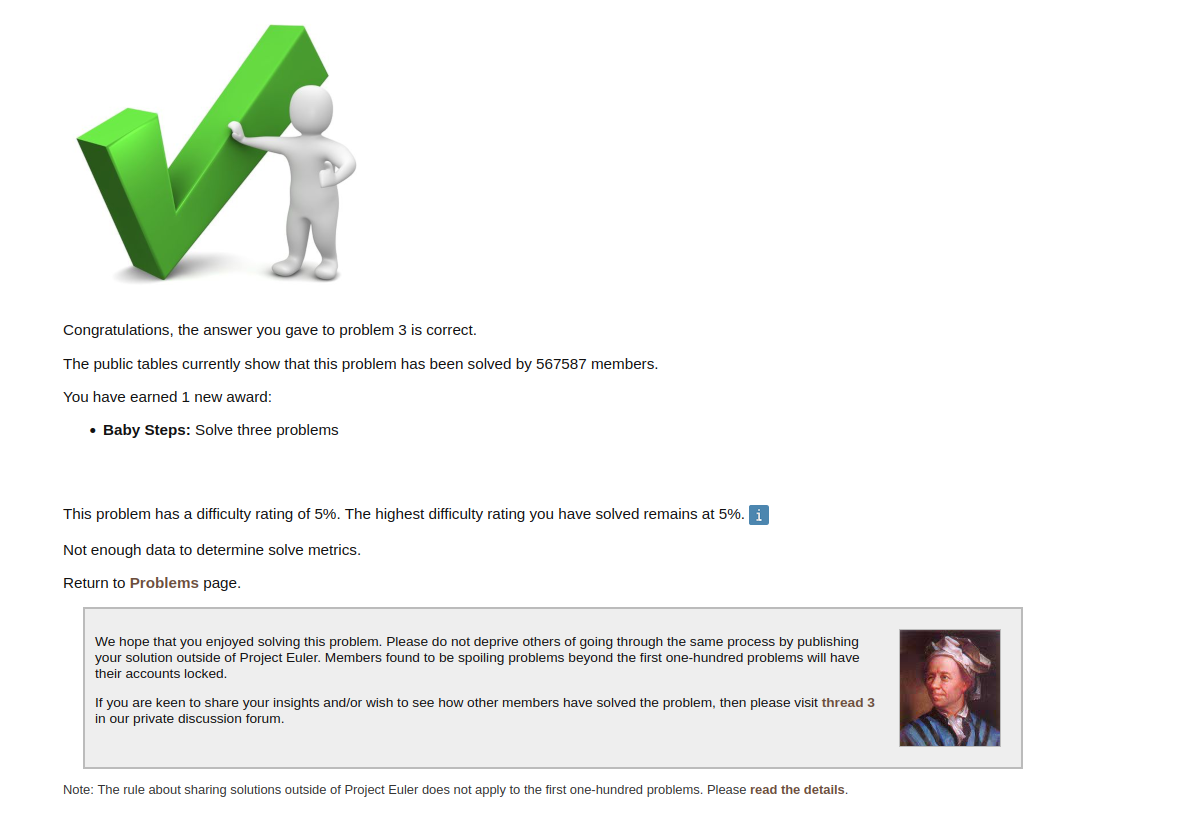 Congratulations, the answer you gave to problem 3 is correct.
The public tables currently show that this problem has been solved by 567587 members.
You have earned 1 new award:
• Baby Steps: Solve three problems
This problem has a difficulty rating of 5%. The highest difficulty rating you have solved remains at 5%. i
Not enough data to determine solve metrics.
Return to Problems page.
We hope that you enjoyed solving this problem. Please do not deprive others of going through the same process by publishing
your solution outside of Project Euler. Members found to be spoiling problems beyond the first one-hundred problems will have
their accounts locked.
If you are keen to share your insights and/or wish to see how other members have solved the problem, then please visit thread 3
in our private discussion forum.
Note: The rule about sharing solutions outside of Project Euler does not apply to the first one-hundred problems. Please read the details.